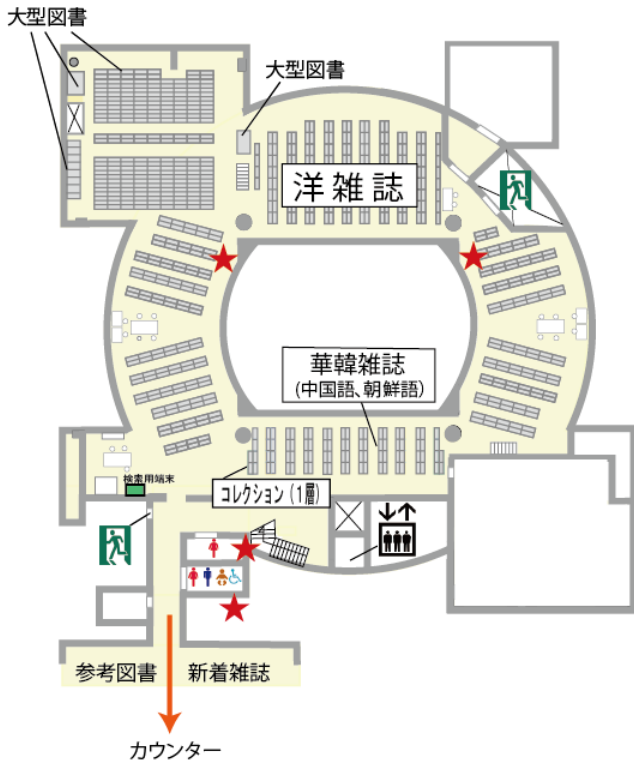 大型図書
大型図書
洋雑誌
華韓雑誌
(中国語、朝鮮語)
検索用端末
コレクション(1層)
参考図書
新着雑誌
カウンター